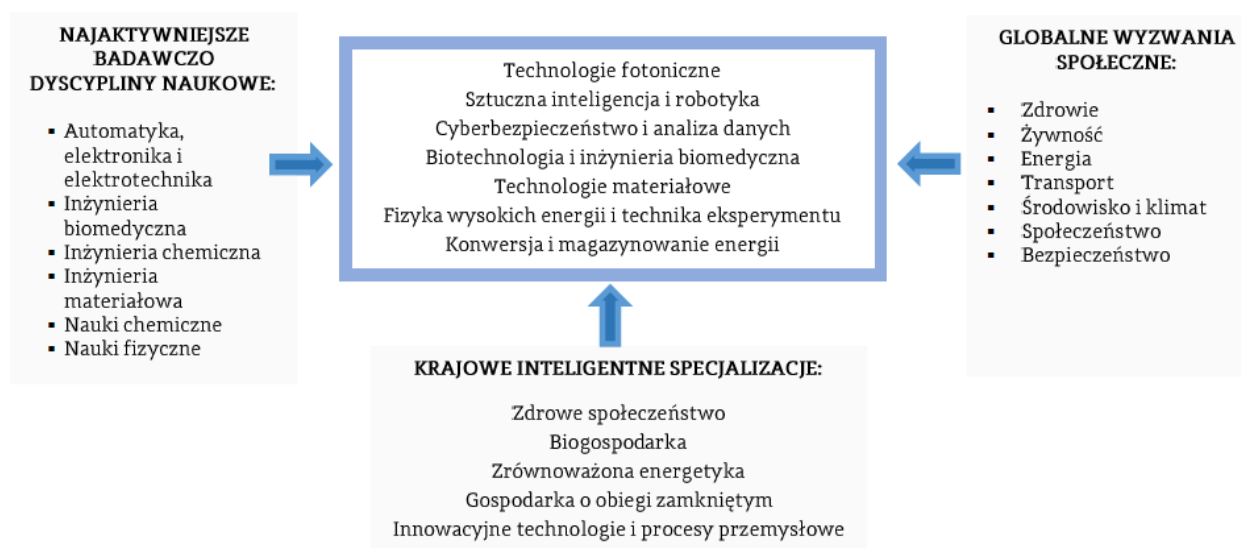 NAJAKTYWNIEJSZE
BADAWCZO
DYSCYPLINY NAUKOWE:
▪ Automatyka,
elektronika i
elektrotechnika
▪ Inżynieria
biomedyczna
▪ Inżynieria chemiczna
▪ Inżynieria
materiałowa
▪ Nauki chemiczne
▪ Nauki fizyczne
Technologie fotoniczne
Sztuczna inteligencja i robotyka
Cyberbezpieczeństwo i analiza danych
Biotechnologia i inżynieria biomedyczna
Technologie materiałowe
Fizyka wysokich energii i technika eksperymentu
Konwersja i magazynowanie energii
GLOBALNE WYZWANIA
SPOŁECZNE:
▪ Zdrowie
▪ Żywność
▪ Energia
▪ Transport
▪ Środowisko i klimat
▪ Społeczeństwo
▪ Bezpieczeństwo
KRAJOWE INTELIGENTNE SPECJALIZACJE:
Zdrowe społeczeństwo
Biogospodarka
Zrównoważona energetyka
Gospodarka o obiegi zamkniętym
Innowacyjne technologie i procesy przemysłowe